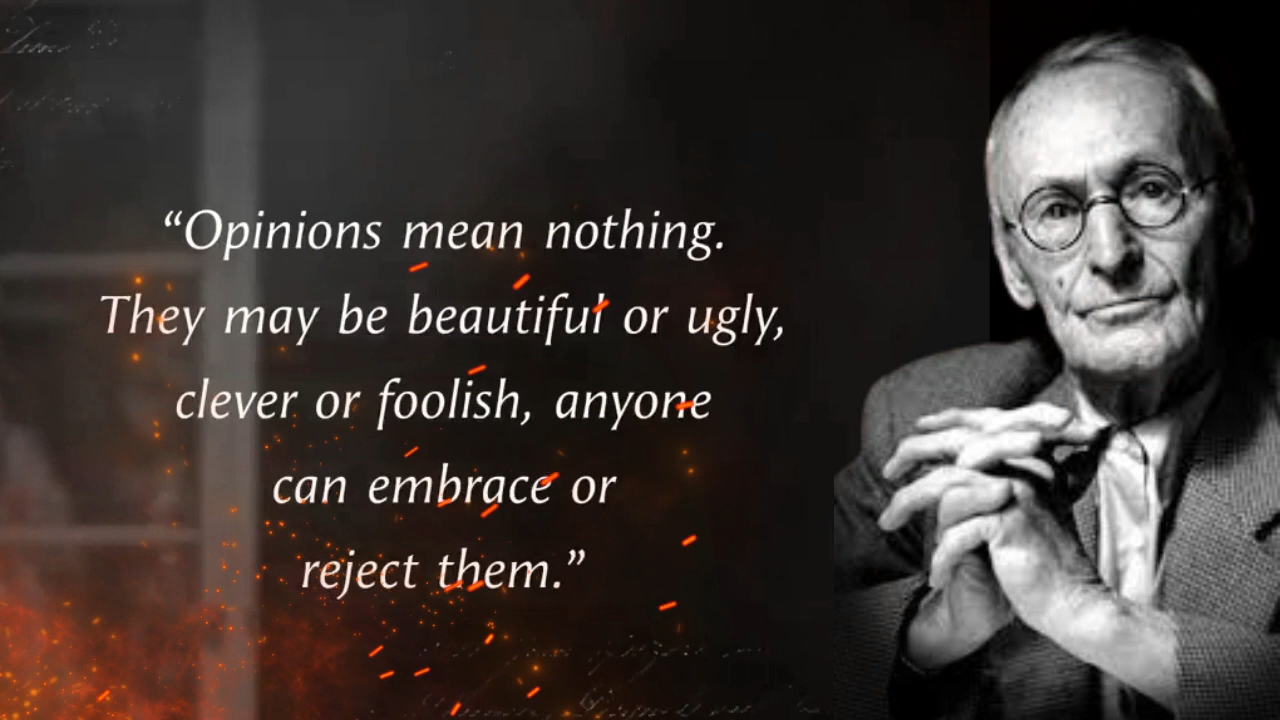 “Opinions mean nothing.
They may be beautiful or ugly,
clever or foolish, anyone
can embrace or
reject them.”